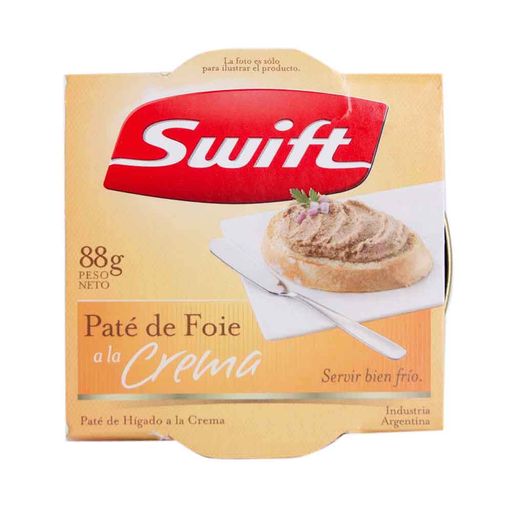 La foto es sólo
para ilustrar el producto.
Swift
88g
PESO
NETO
Paté de Foie
a la Crema
Servir bien frío.
Paté de Hígado a la Crema
Industria
Argentina